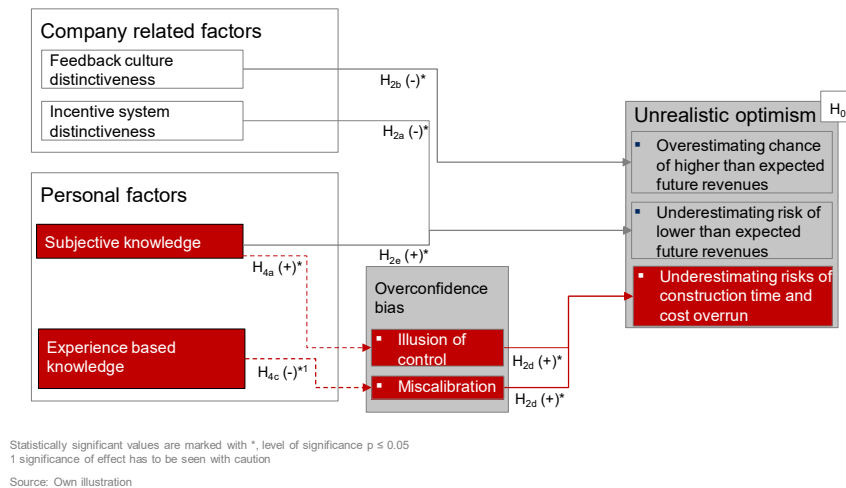 Company related factors
Feedback culture
distinctiveness
H2b (-)*
Incentive system
distinctiveness
H2a (-)*
Unrealistic optimism
H0
▪ Overestimating chance
of higher than expected
future revenues
Personal factors
▪ Underestimating risk of
lower than expected
future revenues
Subjective knowledge
H2e (+)*
H4a (+)*
▪ Underestimating risks of
construction time and
cost overrun
Overconfidence
bias
▪ Illusion of
control
Experience based
knowledge
H2d (+)*
H4c (-)*1
▪ Miscalibration
H2d (+)*
Statistically significant values are marked with *, level of significance p ≤ 0.05
1 significance of effect has to be seen with caution
Source: Own illustration